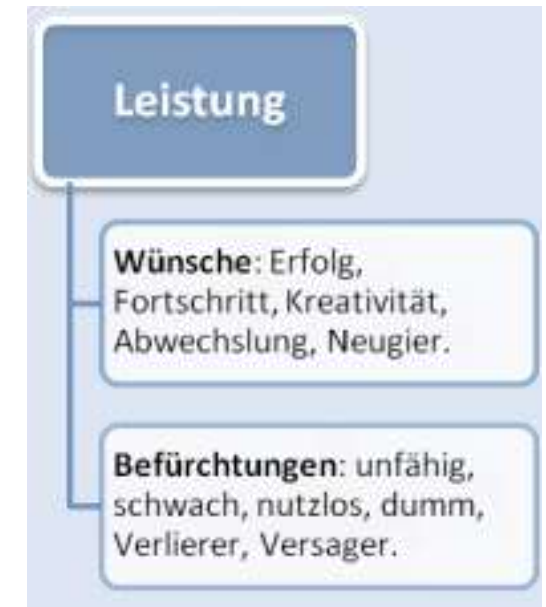 Leistung
Wünsche: Erfolg,
Fortschritt, Kreativität,
Abwechslung, Neugier.
Befürchtungen: unfähig,
schwach, nutzlos, dumm,
Verlierer, Versager.